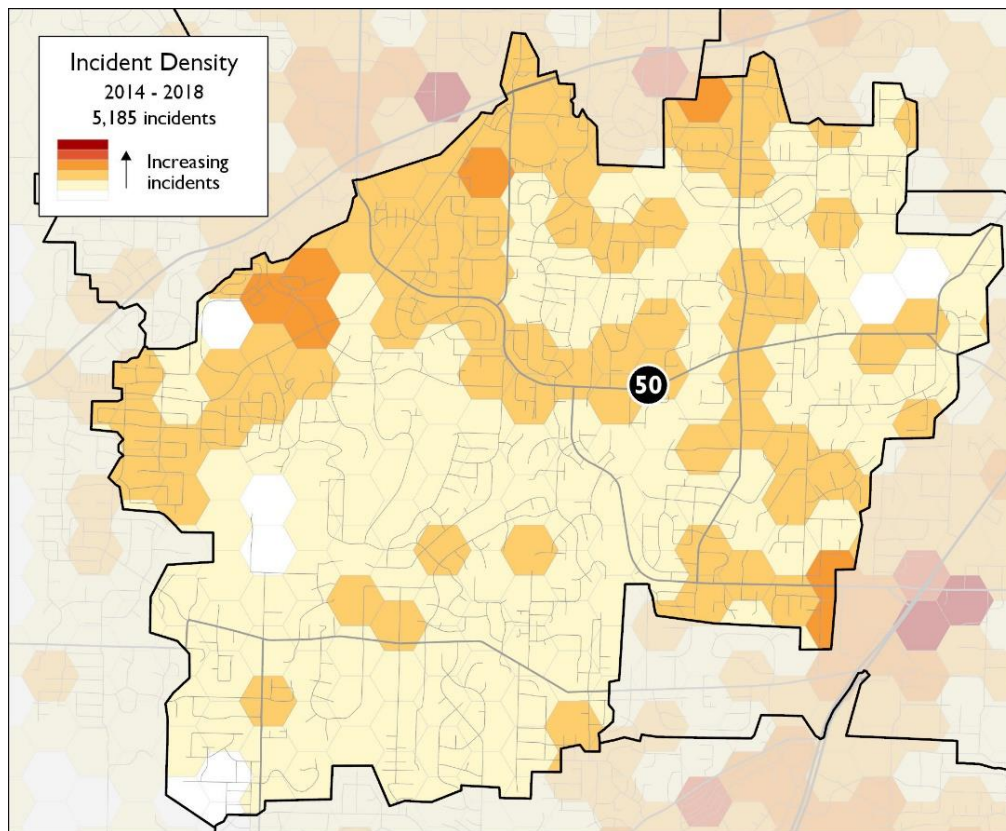 Incident Density
2014 - 2018
5,185 incidents
Increasing
incidents
50